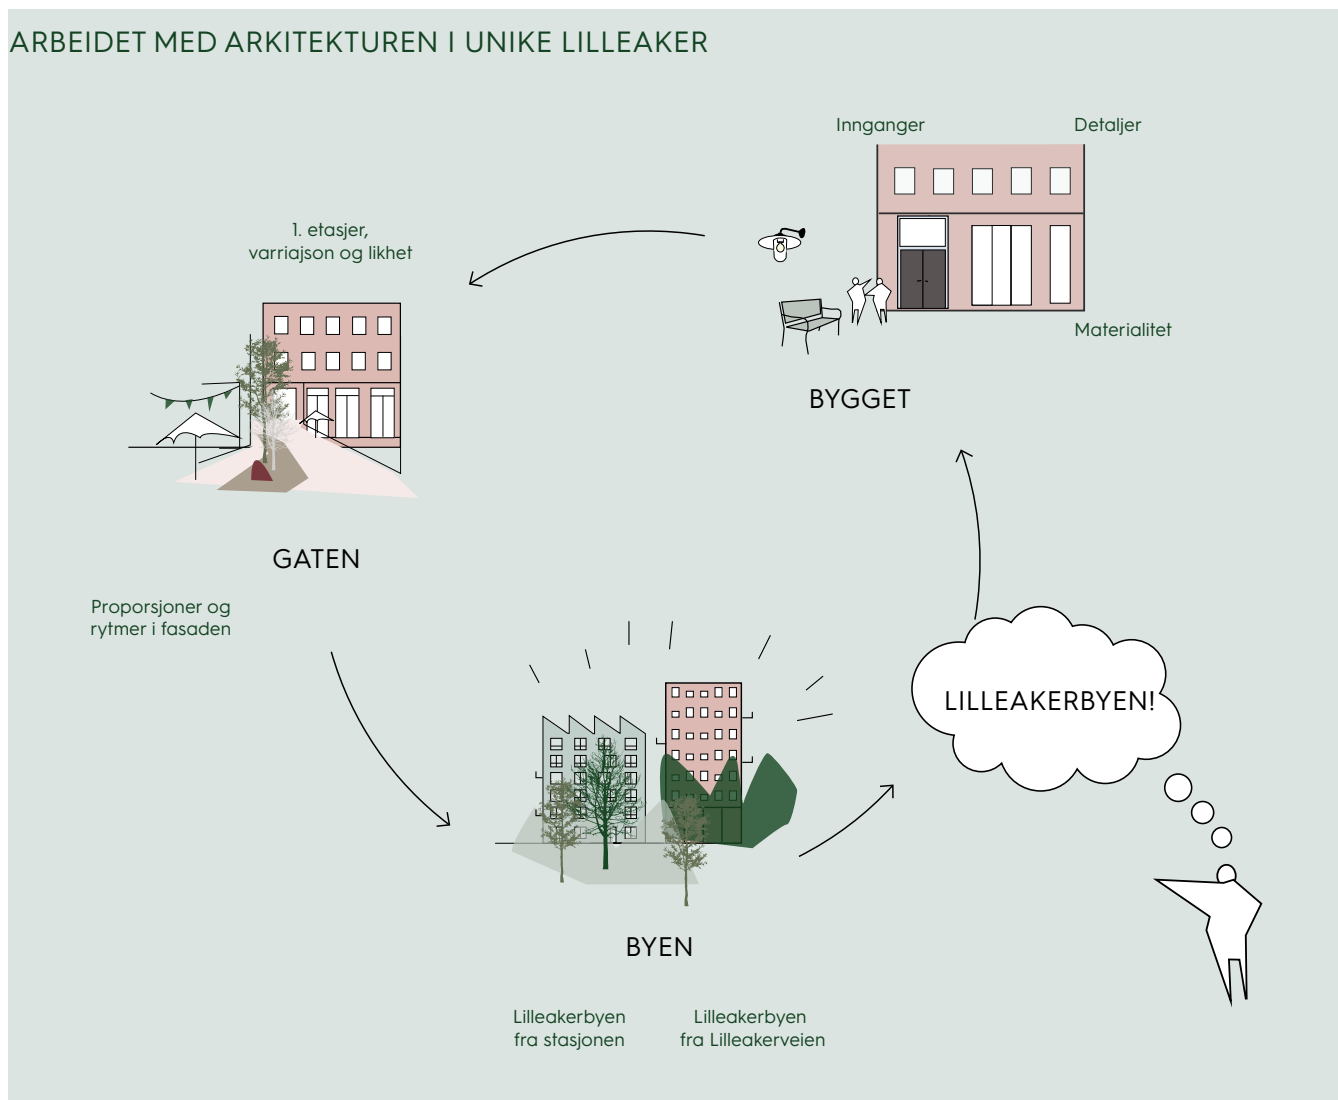 ARBEIDET MED ARKITEKTUREN I UNIKE LILLEAKER
Innganger
Detaljer
Materialitet
BYGGET
1. etasjer,
varriajson og likhet
GATEN
Proporsjoner og
rytmer i fasaden
LILLEAKERBYEN!
BYEN
Lilleakerbyen
fra stasjonen
Lilleakerbyen
fra Lilleakerveien